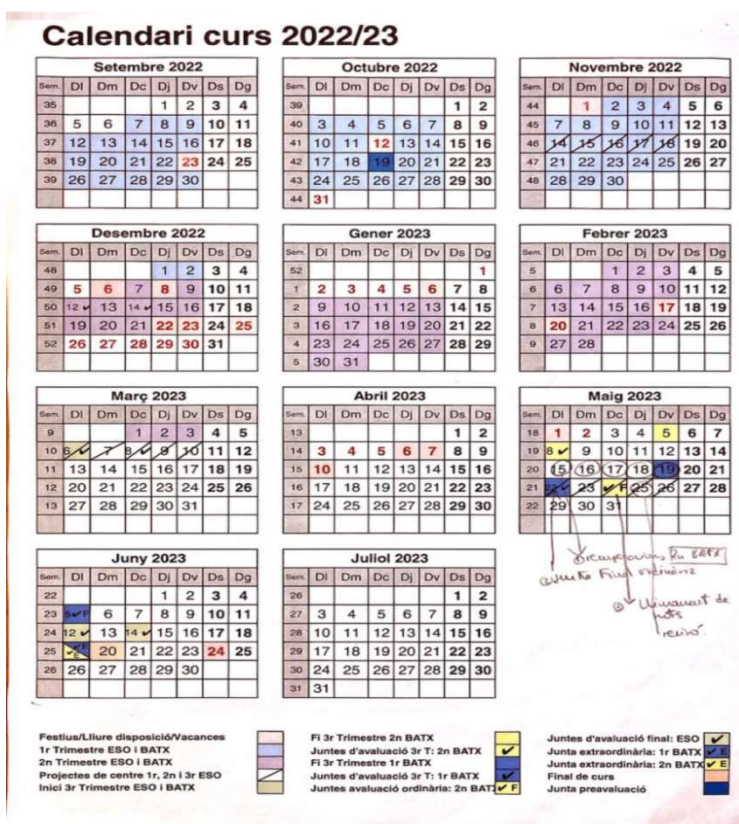 Calendari curs 2022/23
Setembre 2022
Sem. Dl Dm Dc Dj Dv Ds Dg
35 1 2 3 4
36 5 6 7 8 9 10 11
37 12 13 14 15 16 17 18
38 19 20 21 22 23 24 25
39 26 27 28 29 30
Octubre 2022
Sem. Dl Dm Dc Dj Dv Ds Dg
39 1 2
40 3 4 5 6 7 8 9
41 10 11 12 13 14 15 16
42 17 18 19 20 21 22 23
43 24 25 26 27 28 29 30
44 31
Novembre 2022
Sem. Dl Dm Dc Dj Dv Ds Dg
44 1 2 3 4 5 6
45 7 8 9 10 11 12 13
46 14 15 16 17 18 19 20
47 21 22 23 24 25 26 27
48 28 29 30
Desembre 2022
Sem. Dl Dm Dc Dj Dv Ds Dg
48 1 2 3 4
49 5 6 7 8 9 10 11
50 12 ✔ 13 14 ✔ 15 16 17 18
51 19 20 21 22 23 24 25
52 26 27 28 29 30 31
Gener 2023
Sem. Dl Dm Dc Dj Dv Ds Dg
52 1
1 2 3 4 5 6 7 8
2 9 10 11 12 13 14 15
3 16 17 18 19 20 21 22
4 23 24 25 26 27 28 29
5 30 31
Febrer 2023
Sem. Dl Dm Dc Dj Dv Ds Dg
5 1 2 3 4 5
6 6 7 8 9 10 11 12
7 13 14 15 16 17 18 19
8 20 21 22 23 24 25 26
9 27 28
Març 2023
Sem. Dl Dm Dc Dj Dv Ds Dg
9 1 2 3 4 5
10 6 ✔ 7 8 ✔ 9 10 11 12
11 13 14 15 16 17 18 19
12 20 21 22 23 24 25 26
13 27 28 29 30 31
Abril 2023
Sem. Dl Dm Dc Dj Dv Ds Dg
13 1 2
14 3 4 5 6 7 8 9
15 10 11 12 13 14 15 16
16 17 18 19 20 21 22 23
17 24 25 26 27 28 29 30
Maig 2023
Sem. Dl Dm Dc Dj Dv Ds Dg
18 1 2 3 4 5 6 7
19 8 ✔ 9 10 11 12 13 14
20 15 16 17 18 19 20 21
21 22 ✔ 23 ✔ F 25 26 27 28
22 29 30 31
Junta Final ordinària
de
Juny 2023
Sem. Dl Dm Dc Dj Dv Ds Dg
22 1 2 3 4
23 5 ✔ F 6 7 8 9 10 11
24 12 ✔ 13 14 ✔ 15 16 17 18
25 ✔ E ✔ E 20 21 22 23 24 25
26 26 27 28 29 30
Juliol 2023
Sem. Dl Dm Dc Dj Dv Ds Dg
26 1 2
27 3 4 5 6 7 8 9
28 10 11 12 13 14 15 16
29 17 18 19 20 21 22 23
30 24 25 26 27 28 29 30
31 31
Festius/Lliure disposició/Vacances
1r Trimestre ESO i BATX
2n Trimestre ESO i BATX
Projectes de centre 1r, 2n i 3r ESO
Inici 3r Trimestre ESO i BATX
Fi 3r Trimestre 2n BATX
Juntes d'avaluació 3r T: 2n BATX ✔
Fi 3r Trimestre 1r BATX
Juntes d'avaluació 3r T: 1r BATX ✔
Juntes avaluació ordinària: 2n BATX ✔ F
Juntes d'avaluació final: ESO ✔
Junta extraordinària: 1r BATX ✔ E
Junta extraordinària: 2n BATX ✔ E
Final de curs
Junta preavaluació